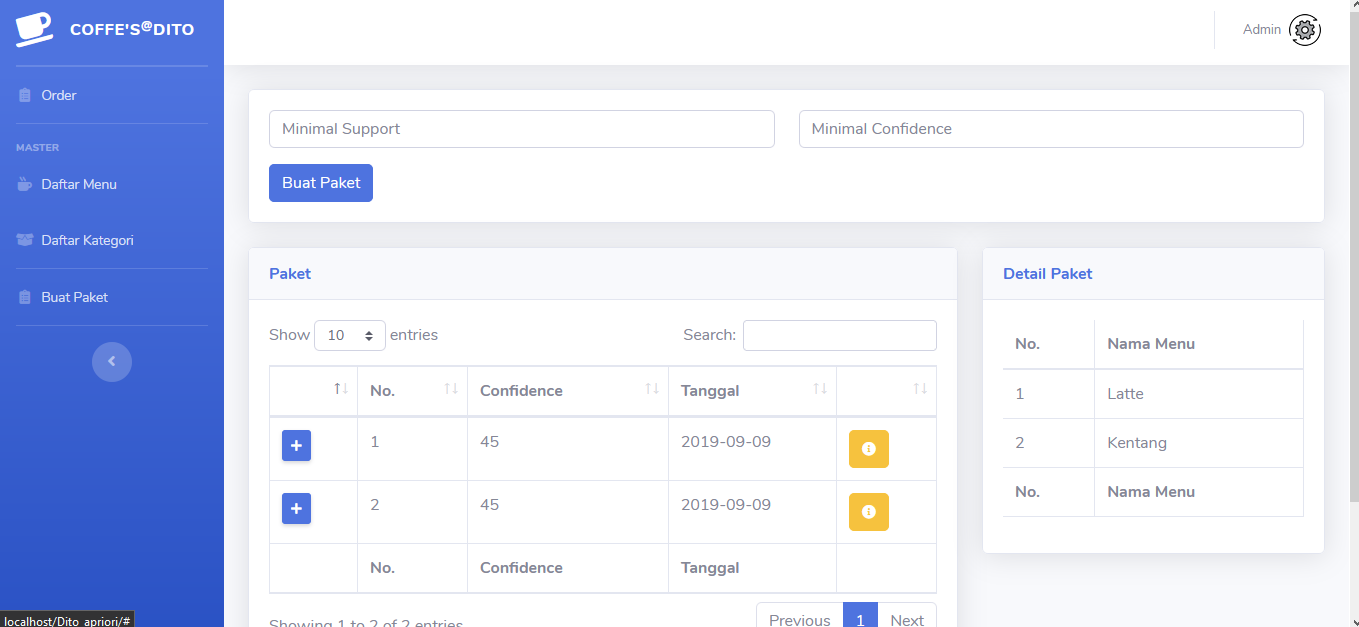 COFFE'S@DITO
Admin
Order
MASTER
Daftar Menu
Daftar Kategori
Buat Paket
Minimal Support Minimal Confidence
Buat Paket
Paket
Show 10 entries Search:
No. Confidence Tanggal
1 45 2019-09-09
2 45 2019-09-09
No. Confidence Tanggal
Showing 1 to 2 of 2 entries
Previous 1 Next
Detail Paket
No. Nama Menu
1 Latte
2 Kentang
No. Nama Menu
localhost/Dito_apriori/#